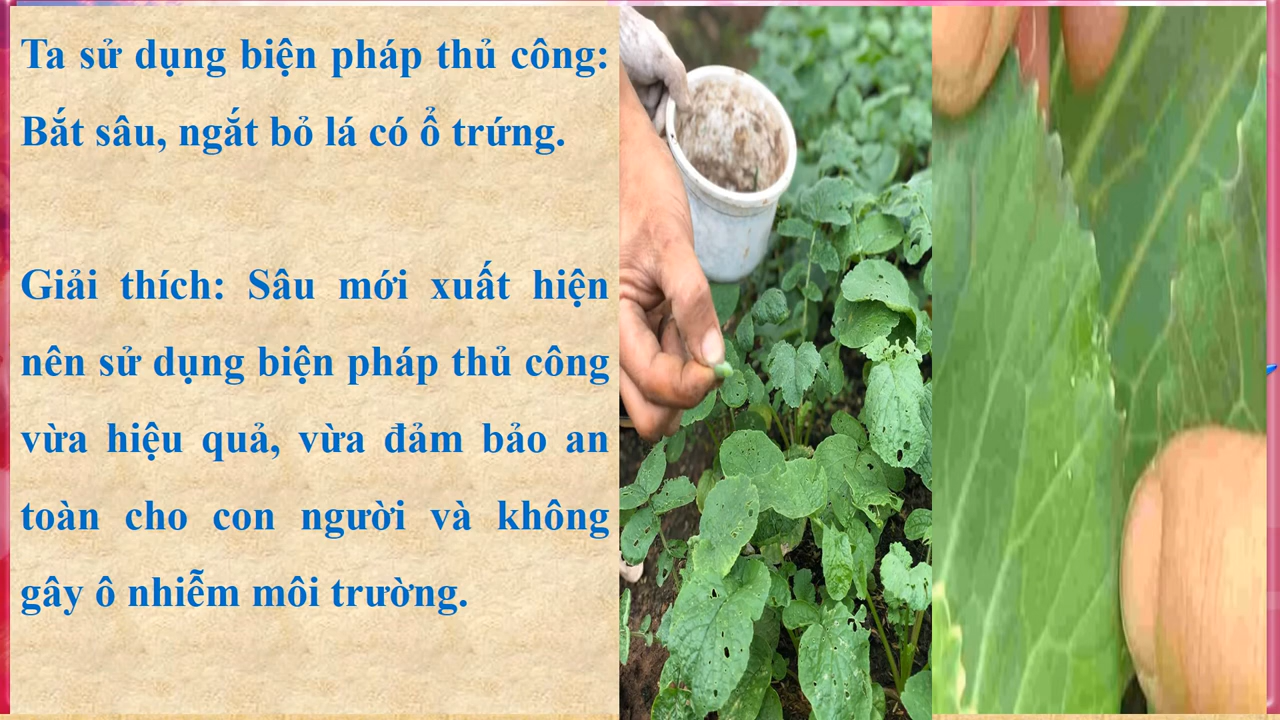 Ta sử dụng biện pháp thủ công:
Bắt sâu, ngắt bỏ lá có ổ trứng.
Giải thích: Sâu mới xuất hiện
nên sử dụng biện pháp thủ công
vừa hiệu quả, vừa đảm bảo an
toàn cho con người và không
gây ô nhiễm môi trường.